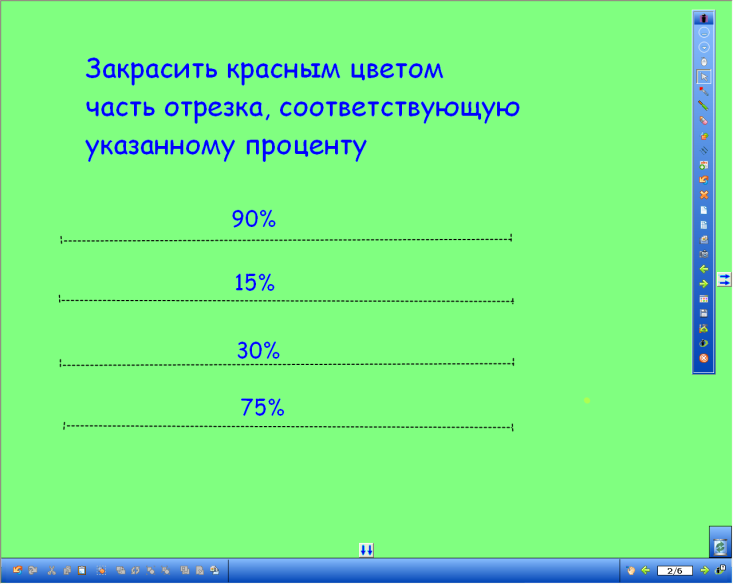 Закрасить красным цветом
часть отрезка, соответствующую
указанному проценту
90%
15%
30%
75%
2/6